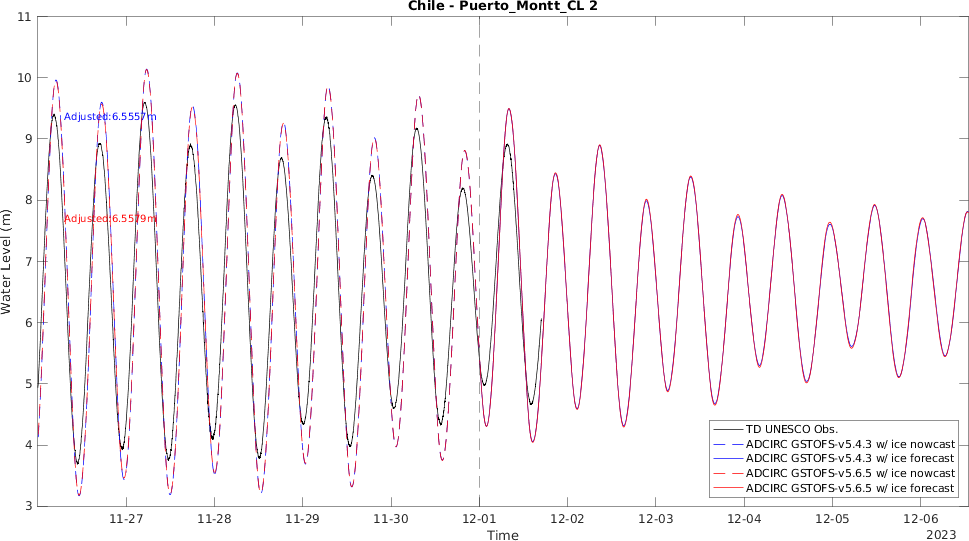 Chile - Puerto_Montt_CL 2
11
10
9
8
7
6
5
4
3
Water Level (m)
Adjusted:6.5557m
Adjusted:6.5579m
TD UNESCO Obs.
ADCIRC GSTOFS-v5.4.3 w/ ice nowcast
ADCIRC GSTOFS-v5.4.3 w/ ice forecast
ADCIRC GSTOFS-v5.6.5 w/ ice nowcast
ADCIRC GSTOFS-v5.6.5 w/ ice forecast
11-27 11-28 11-29 11-30 12-01 12-02 12-03 12-04 12-05 12-06
Time
2023